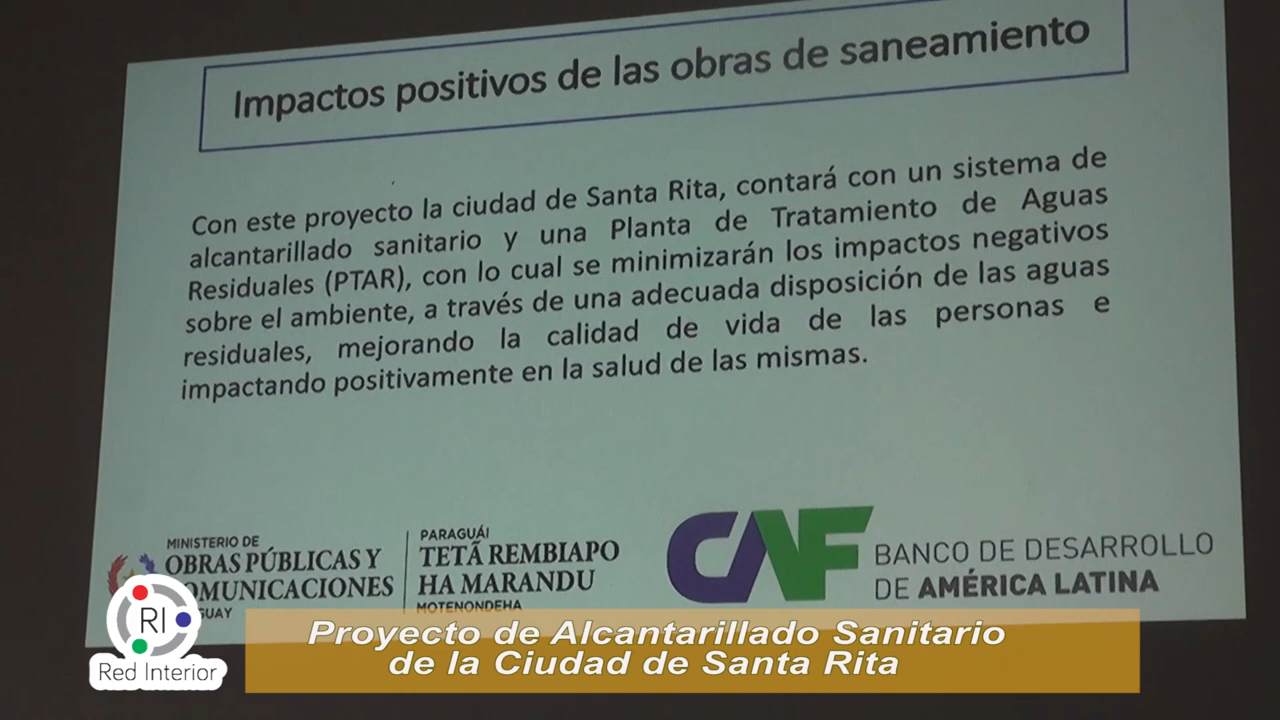 Impactos positivos de las obras de saneamiento
Con este proyecto la ciudad de Santa Rita, contará con un sistema de
alcantarillado sanitario y una Planta de Tratamiento de Aguas
Residuales (PTAR), con lo cual se minimizarán los impactos negativos
sobre el ambiente, a través de una adecuada disposición de las aguas
residuales, mejorando la calidad de vida de las personas e
impactando positivamente en la salud de las mismas.
MINISTERIO DE
OBRAS PÚBLICAS Y
OMUNICACIONES
GUAY
PARAGUÁI
TETÃ REMBIAPO
HA MARANDU
MOTENONDEHA
CAF
BANCO DE DESARROLLO
DE AMÉRICA LATINA
RI
Red Interior
Proyecto de Alcantarillado Sanitario
de la Ciudad de Santa Rita